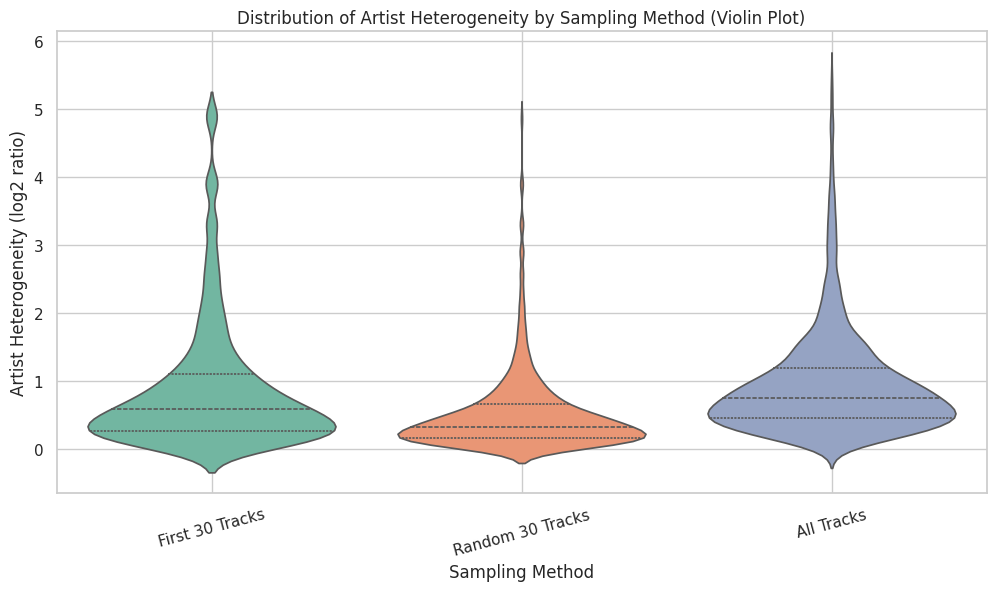 Distribution of Artist Heterogeneity by Sampling Method (Violin Plot)
Artist Heterogeneity (log2 ratio)
6
5
4
3
2
1
0
First 30 Tracks
Random 30 Tracks
All Tracks
Sampling Method